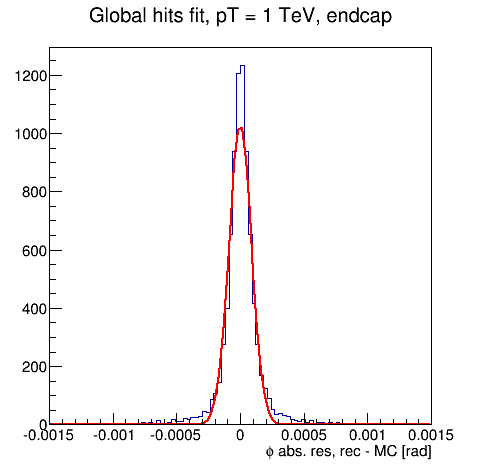 Global hits fit, pT = 1 TeV, endcap
1200
1000
800
600
400
200
0
-0.0015 -0.001 -0.0005 0 0.0005 0.001 0.0015
ϕ abs. res, rec - MC [rad]